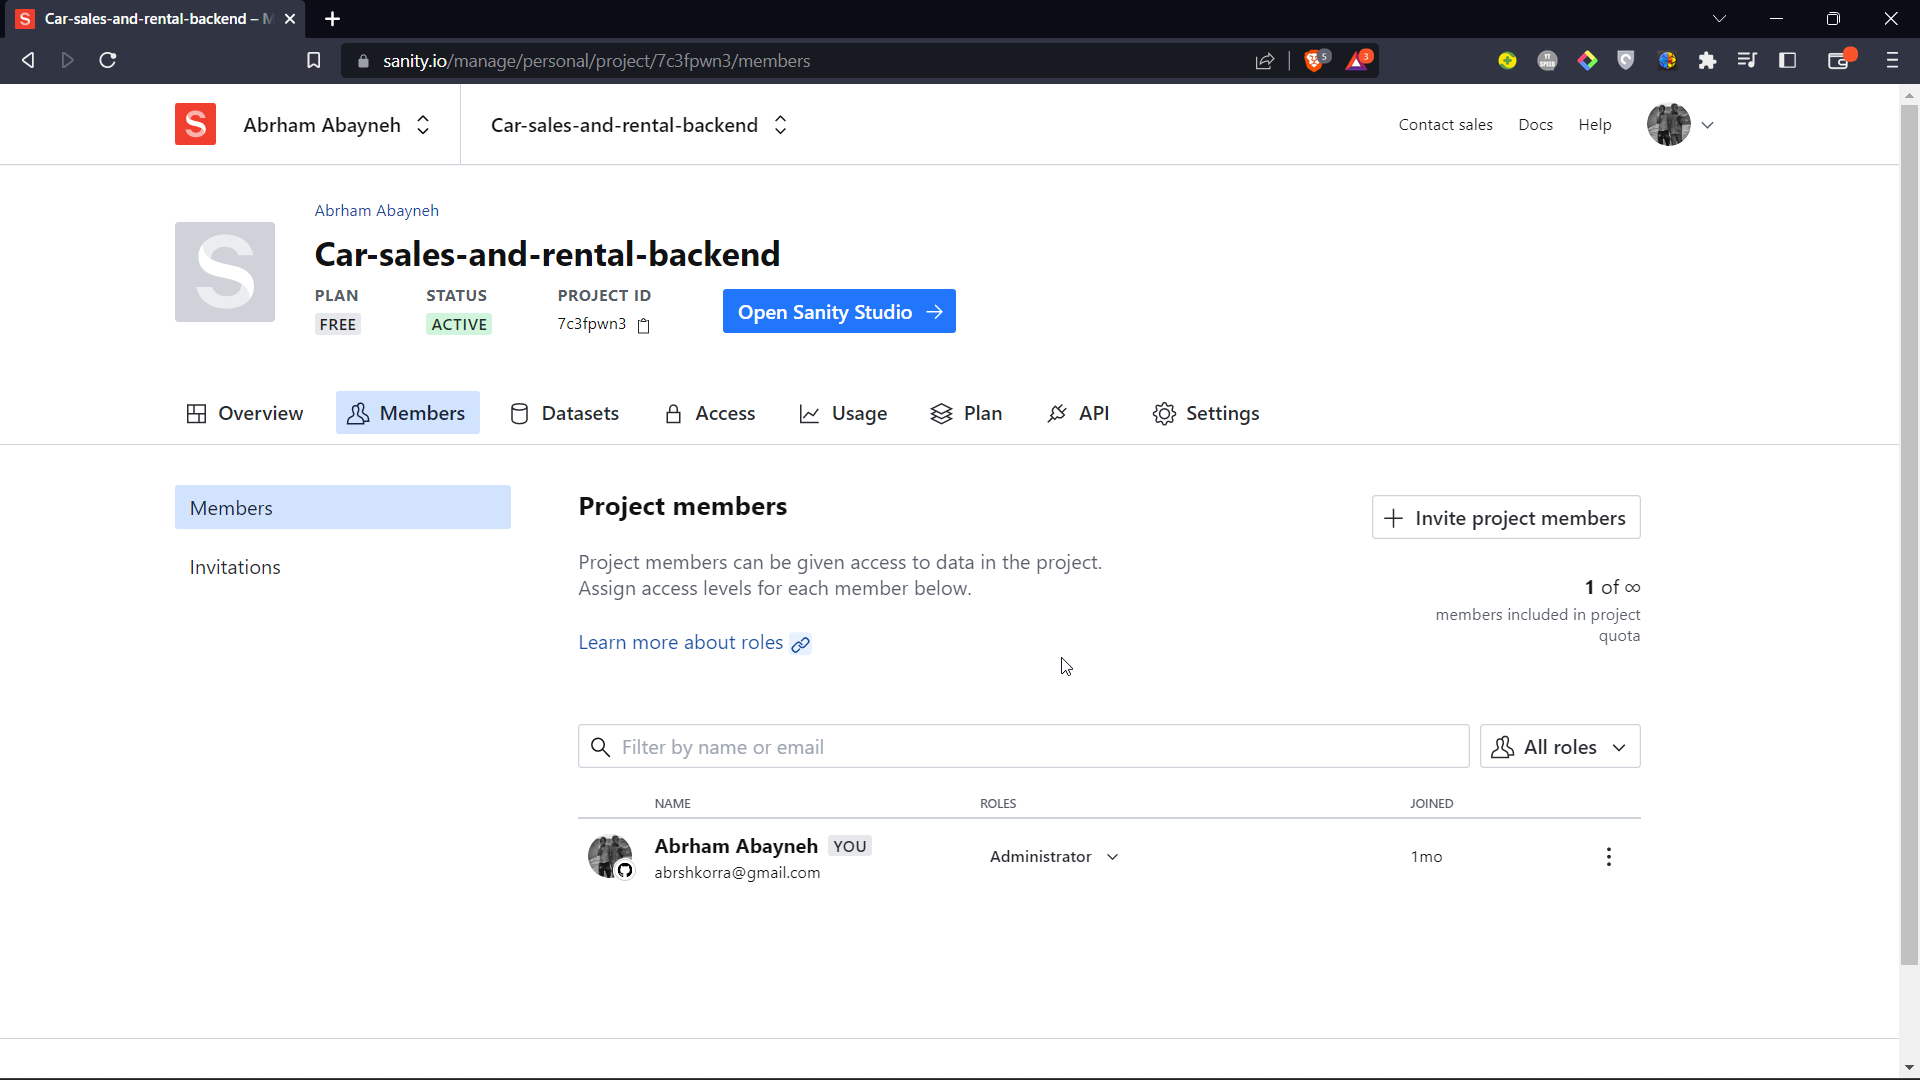 S Car-sales-and-rental-backend – M
sanity.io/manage/personal/project/7c3fpwn3/members
5
3
YT
SPEED
S Abrham Abayneh
Car-sales-and-rental-backend
Contact sales
Docs
Help
Abrham Abayneh
S
Car-sales-and-rental-backend
PLAN
STATUS
PROJECT ID
FREE
ACTIVE
7c3fpwn3
Open Sanity Studio
Overview
Members
Datasets
Access
Usage
Plan
API
Settings
Members
Invitations
Project members
Invite project members
Project members can be given access to data in the project.
Assign access levels for each member below.
1 of ∞
members included in project
quota
Learn more about roles
Filter by name or email
All roles
NAME
ROLES
JOINED
Abrham Abayneh YOU
abrshkorra@gmail.com
Administrator
1mo